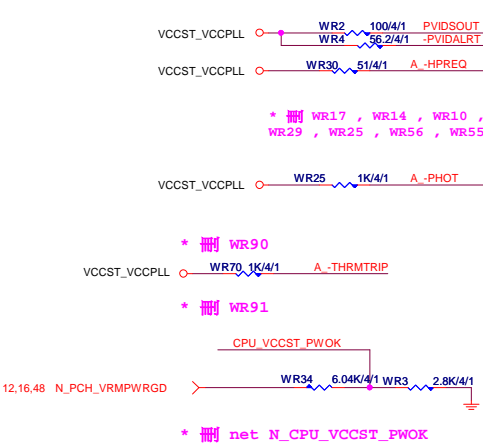 VCCST_VCCPLL WR2 100/4/1 PVIDSOUT
WR4 56.2/4/1 -PVIDALRT
VCCST_VCCPLL WR30 51/4/1 A_-HPREQ
* 刪 WR17 , WR14 , WR10 ,
WR29 , WR25 , WR56 , WR55
VCCST_VCCPLL WR25 1K/4/1 A_-PHOT
* 刪 WR90
VCCST_VCCPLL WR70 1K/4/1 A_-THRMTRIP
* 刪 WR91
CPU_VCCST_PWOK
12,16,48 N_PCH_VRMPWRGD WR34 6.04K/4/1 WR3 2.8K/4/1
* 刪 net N_CPU_VCCST_PWOK